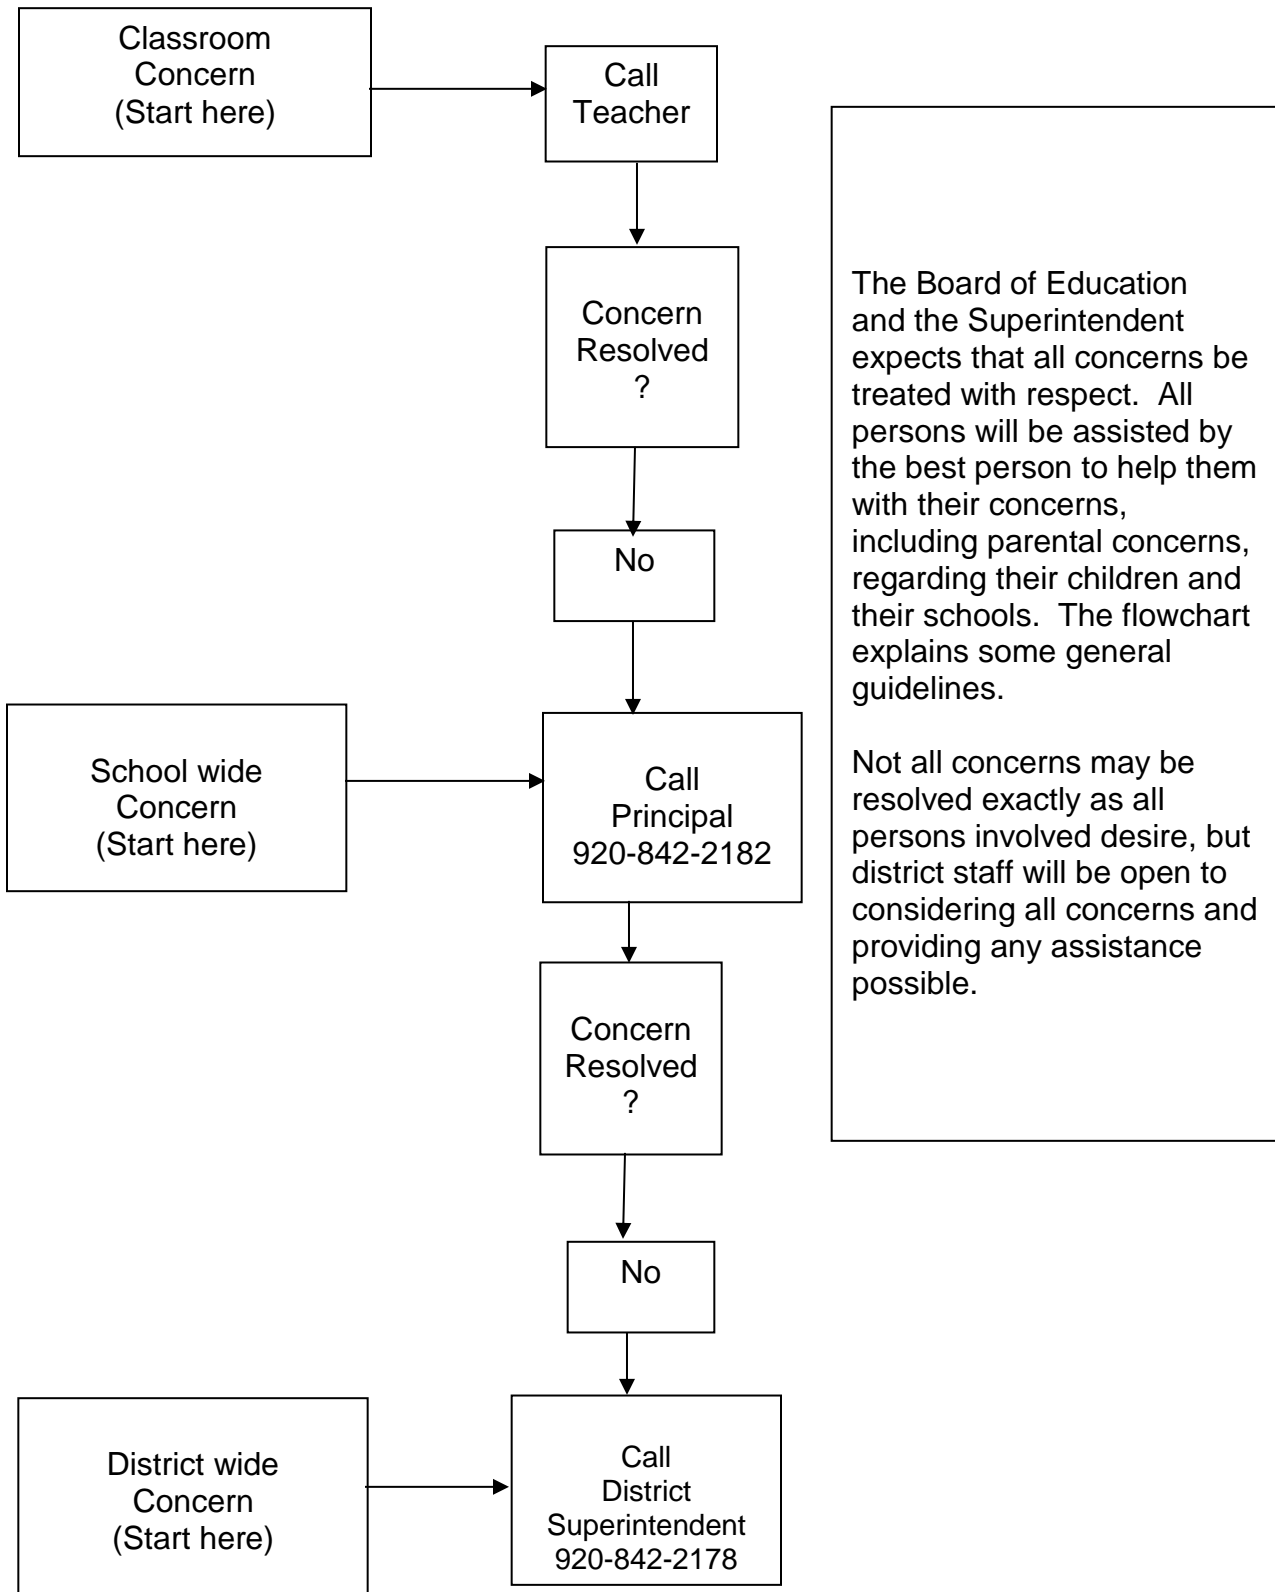 Classroom
Concern
(Start here)
Call
Teacher
Concern
Resolved
?
No
School wide
Concern
(Start here)
Call
Principal
920-842-2182
Concern
Resolved
?
No
District wide
Concern
(Start here)
Call
District
Superintendent
920-842-2178
The Board of Education
and the Superintendent
expects that all concerns be
treated with respect.  All
persons will be assisted by
the best person to help them
with their concerns,
including parental concerns,
regarding their children and
their schools.  The flowchart
explains some general
guidelines.
Not all concerns may be
resolved exactly as all
persons involved desire, but
district staff will be open to
considering all concerns and
providing any assistance
possible.